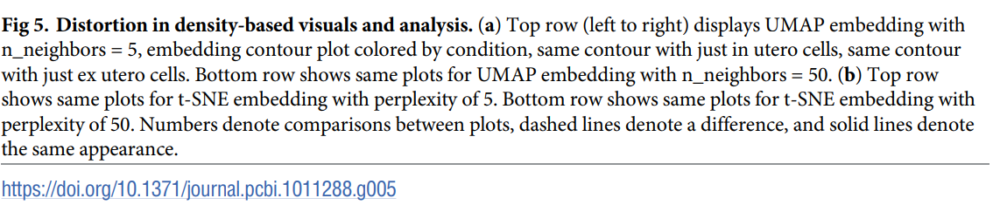 Fig 5. Distortion in density-based visuals and analysis. (a) Top row (left to right) displays UMAP embedding with
n_neighbors = 5, embedding contour plot colored by condition, same contour with just in utero cells, same contour
with just ex utero cells. Bottom row shows same plots for UMAP embedding with n_neighbors = 50. (b) Top row
shows same plots for t-SNE embedding with perplexity of 5. Bottom row shows same plots for t-SNE embedding with
perplexity of 50. Numbers denote comparisons between plots, dashed lines denote a difference, and solid lines denote
the same appearance.
https://doi.org/10.1371/journal.pcbi.1011288.g005